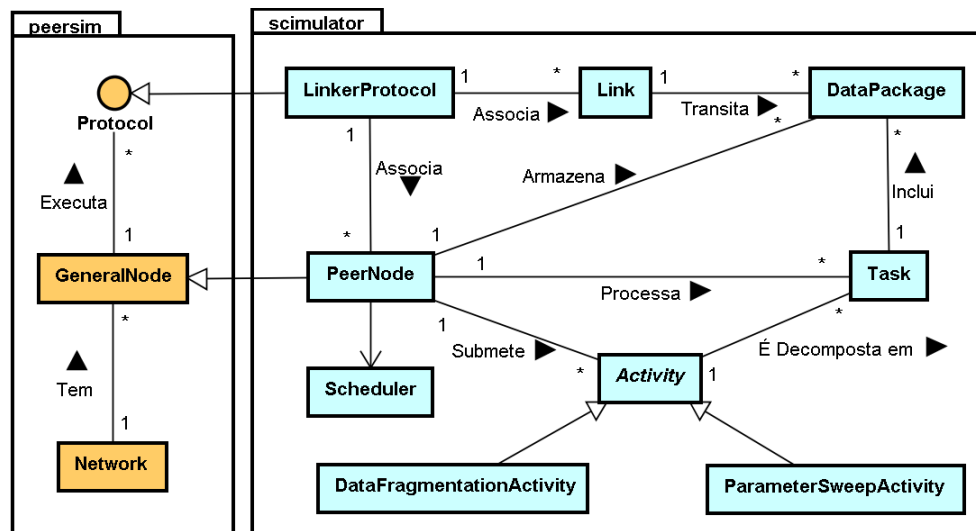 peersim
scimulator
Protocol
LinkerProtocol
1
*
Associa
Link
1
*
Transita
DataPackage
*
Executa
1
1
Associa
*
Armazena
*
1
*
Inclui
1
GeneralNode
PeerNode
1
*
Processa
Task
*
Tem
1
Network
Scheduler
1
Submete
*
Activity
1
*
É Decomposta em
DataFragmentationActivity
ParameterSweepActivity